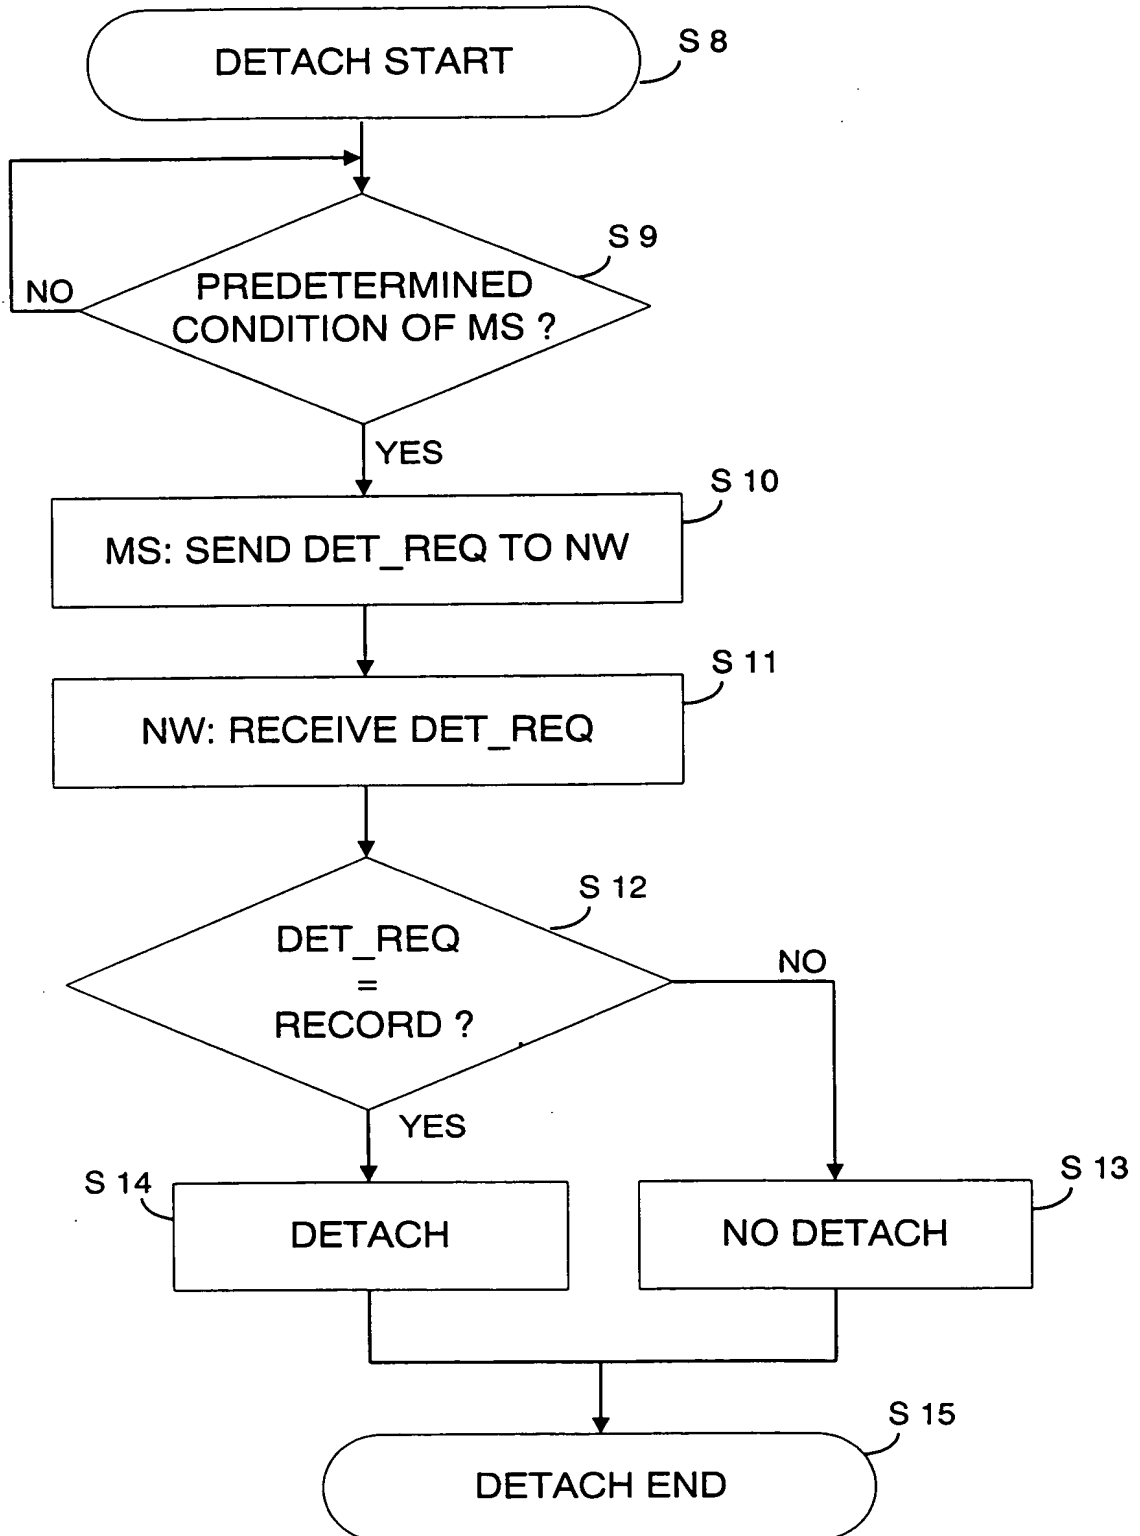 DETACH START
S 8
S 9
NO
PREDETERMINED
CONDITION OF MS ?
YES
S 10
MS: SEND DET_REQ TO NW
S 11
NW: RECEIVE DET_REQ
S 12
DET_REQ
=
RECORD ?
NO
YES
S 14
DETACH
S 13
NO DETACH
S 15
DETACH END